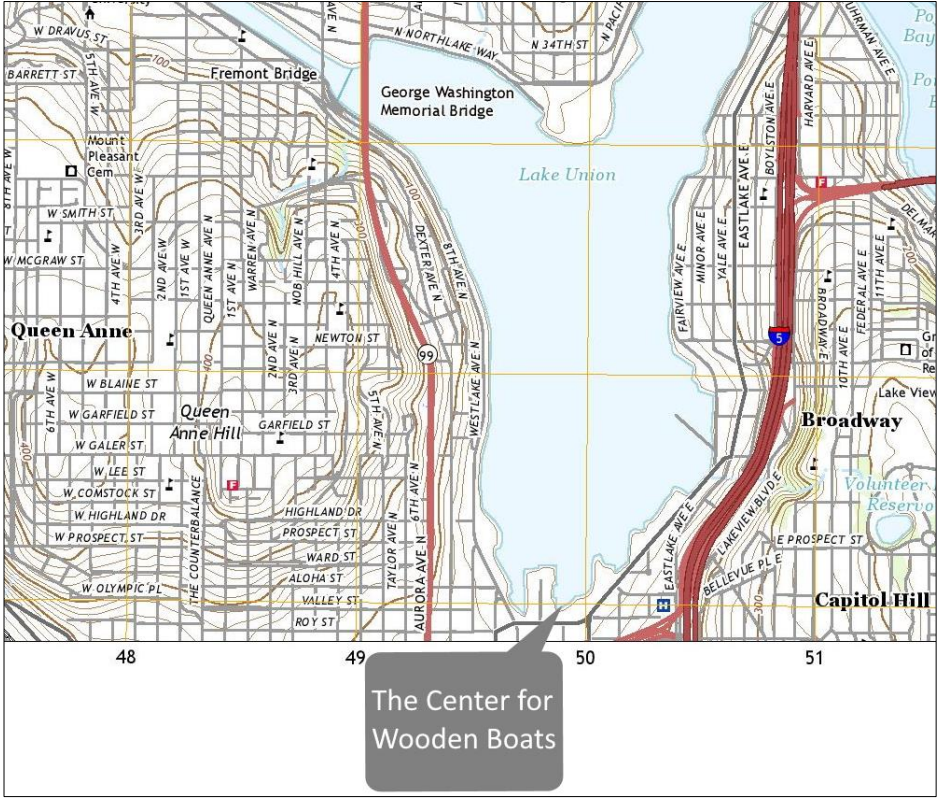 W DRAVUS ST
5TH AVE W
BARRETT ST
100
Fremont Bridge
N NORTHLAKE WAY
N 34TH ST
N PACIFI
George Washington
Memorial Bridge
BOYLSTON AVE E
HARVARD AVE E
FUHRMAN AVE E
Mount
Pleasant
Cem
8TH AVE W
3RD AVE W
W SMITH ST
W MCGRAW ST
4TH AVE W
2ND AVE W
1ST AVE W
QUEEN ANNE AVE N
1ST AVE N
WARREN AVE N
NOB HILL AVE N
4TH AVE N
DEXTER AVE N
8TH AVE N
Lake Union
FAIRVIEW AVE E
MINOR AVE E
YALE AVE E
EASTLAKE AVE E
F
DELMAR
200
11TH AVE E
FEDERAL AVE E
10TH AVE E
BROADWAY E
5
Queen Anne
400
2ND AVE N
3RD AVE N
NEWTON ST
99
WESTLAKE AVE N
Lake View
Broadway
6TH AVE W
W BLAINE ST
W GARFIELD ST
Queen
Anne Hill
GARFIELD ST
5TH AVE N
W GALER ST
W LEE ST
W COMSTOCK ST
F
W HIGHLAND DR
HIGHLAND DR
W PROSPECT ST
PROSPECT ST
THE COUNTERBALANCE
WARD ST
W OLYMPIC PL
ALOHA ST
VALLEY ST
ROY ST
TAYLOR AVE N
6TH AVE N
AURORA AVE N
Volunteer
Reservo
EASTLAKE AVE E
LAKEVIEW BLVD E
E PROSPECT ST
BELLEVUE PL E
H
300
Capitol Hill
48
49
50
51
The Center for
Wooden Boats